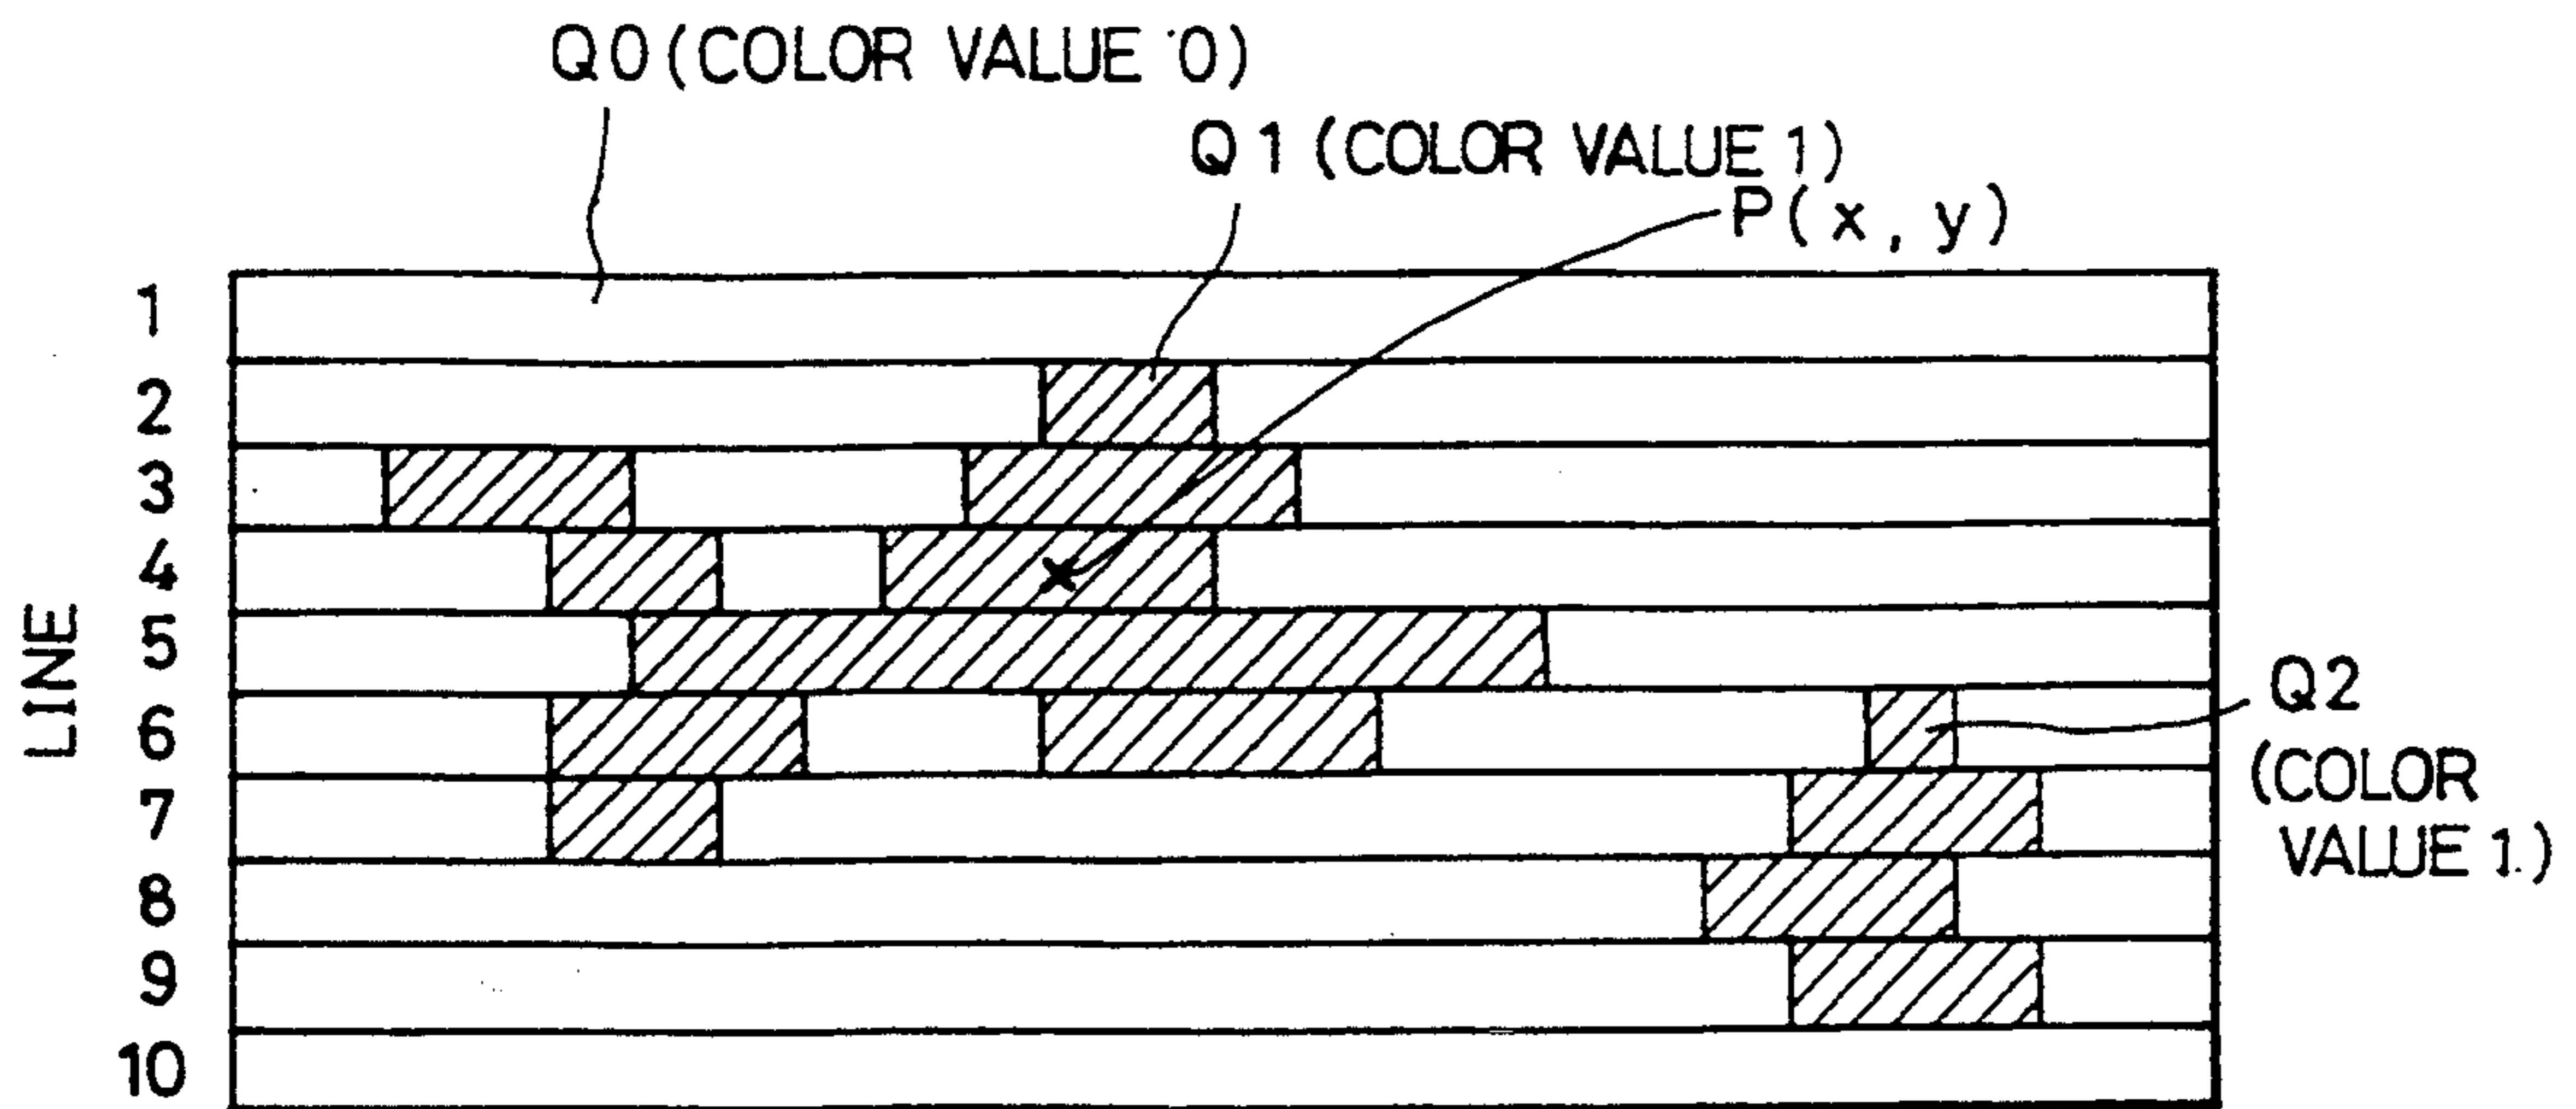 Q0 (COLOR VALUE 0)
Q1 (COLOR VALUE 1)
P(x, y)
LINE
1
2
3
4
5
6
7
8
9
10
Q2
(COLOR
VALUE 1.)